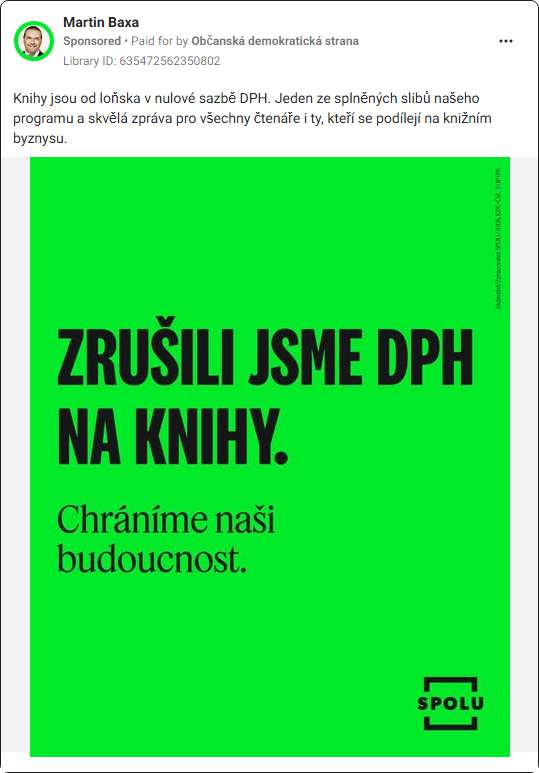 Martin Baxa
Sponsored • Paid for by Občanská demokratická strana
Library ID: 635472562350802
Knihy jsou od loňska v nulové sazbě DPH. Jeden ze splněných slibů našeho
programu a skvělá zpráva pro všechny čtenáře i ty, kteří se podílejí na knižním
byznysu.
ZRUŠILI JSME DPH
NA KNIHY.
Chráníme naši
budoucnost.
SPOLU